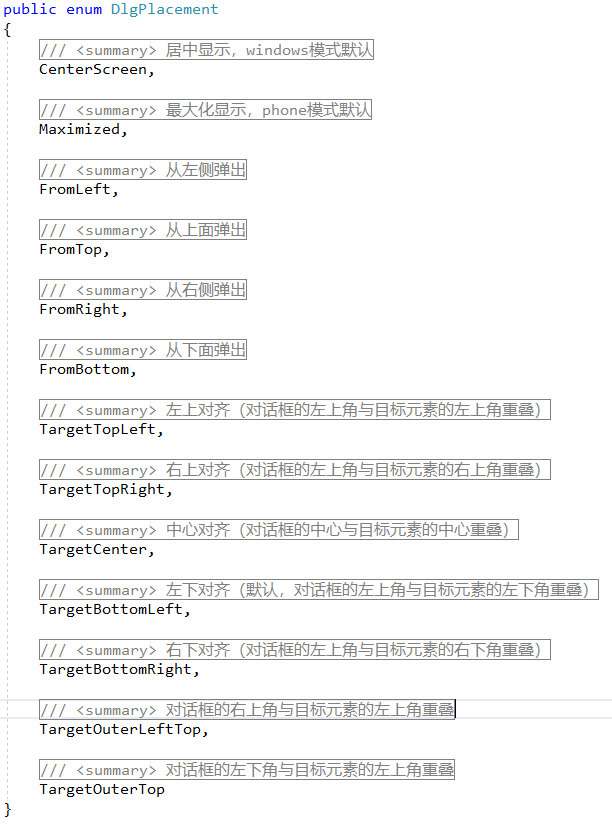 public enum DlgPlacement
{
/// <summary> 居中显示，windows模式默认
CenterScreen,
/// <summary> 最大化显示，phone模式默认
Maximized,
/// <summary> 从左侧弹出
FromLeft,
/// <summary> 从上面弹出
FromTop,
/// <summary> 从右侧弹出
FromRight,
/// <summary> 从下面弹出
FromBottom,
/// <summary> 左上对齐（对话框的左上角与目标元素的左上角重叠）
TargetTopLeft,
/// <summary> 右上对齐（对话框的左上角与目标元素的右上角重叠）
TargetTopRight,
/// <summary> 中心对齐（对话框的中心与目标元素的中心重叠）
TargetCenter,
/// <summary> 左下对齐（默认，对话框的左上角与目标元素的左下角重叠）
TargetBottomLeft,
/// <summary> 右下对齐（对话框的左上角与目标元素的右下角重叠）
TargetBottomRight,
/// <summary> 对话框的右上角与目标元素的左上角重叠
TargetOuterLeftTop,
/// <summary> 对话框的左下角与目标元素的左上角重叠
TargetOuterTop
}